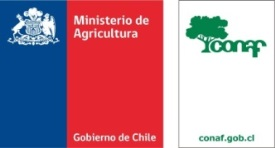 Ministerio de
Agricultura
Gobierno de Chile
conaf
conaf.gob.cl